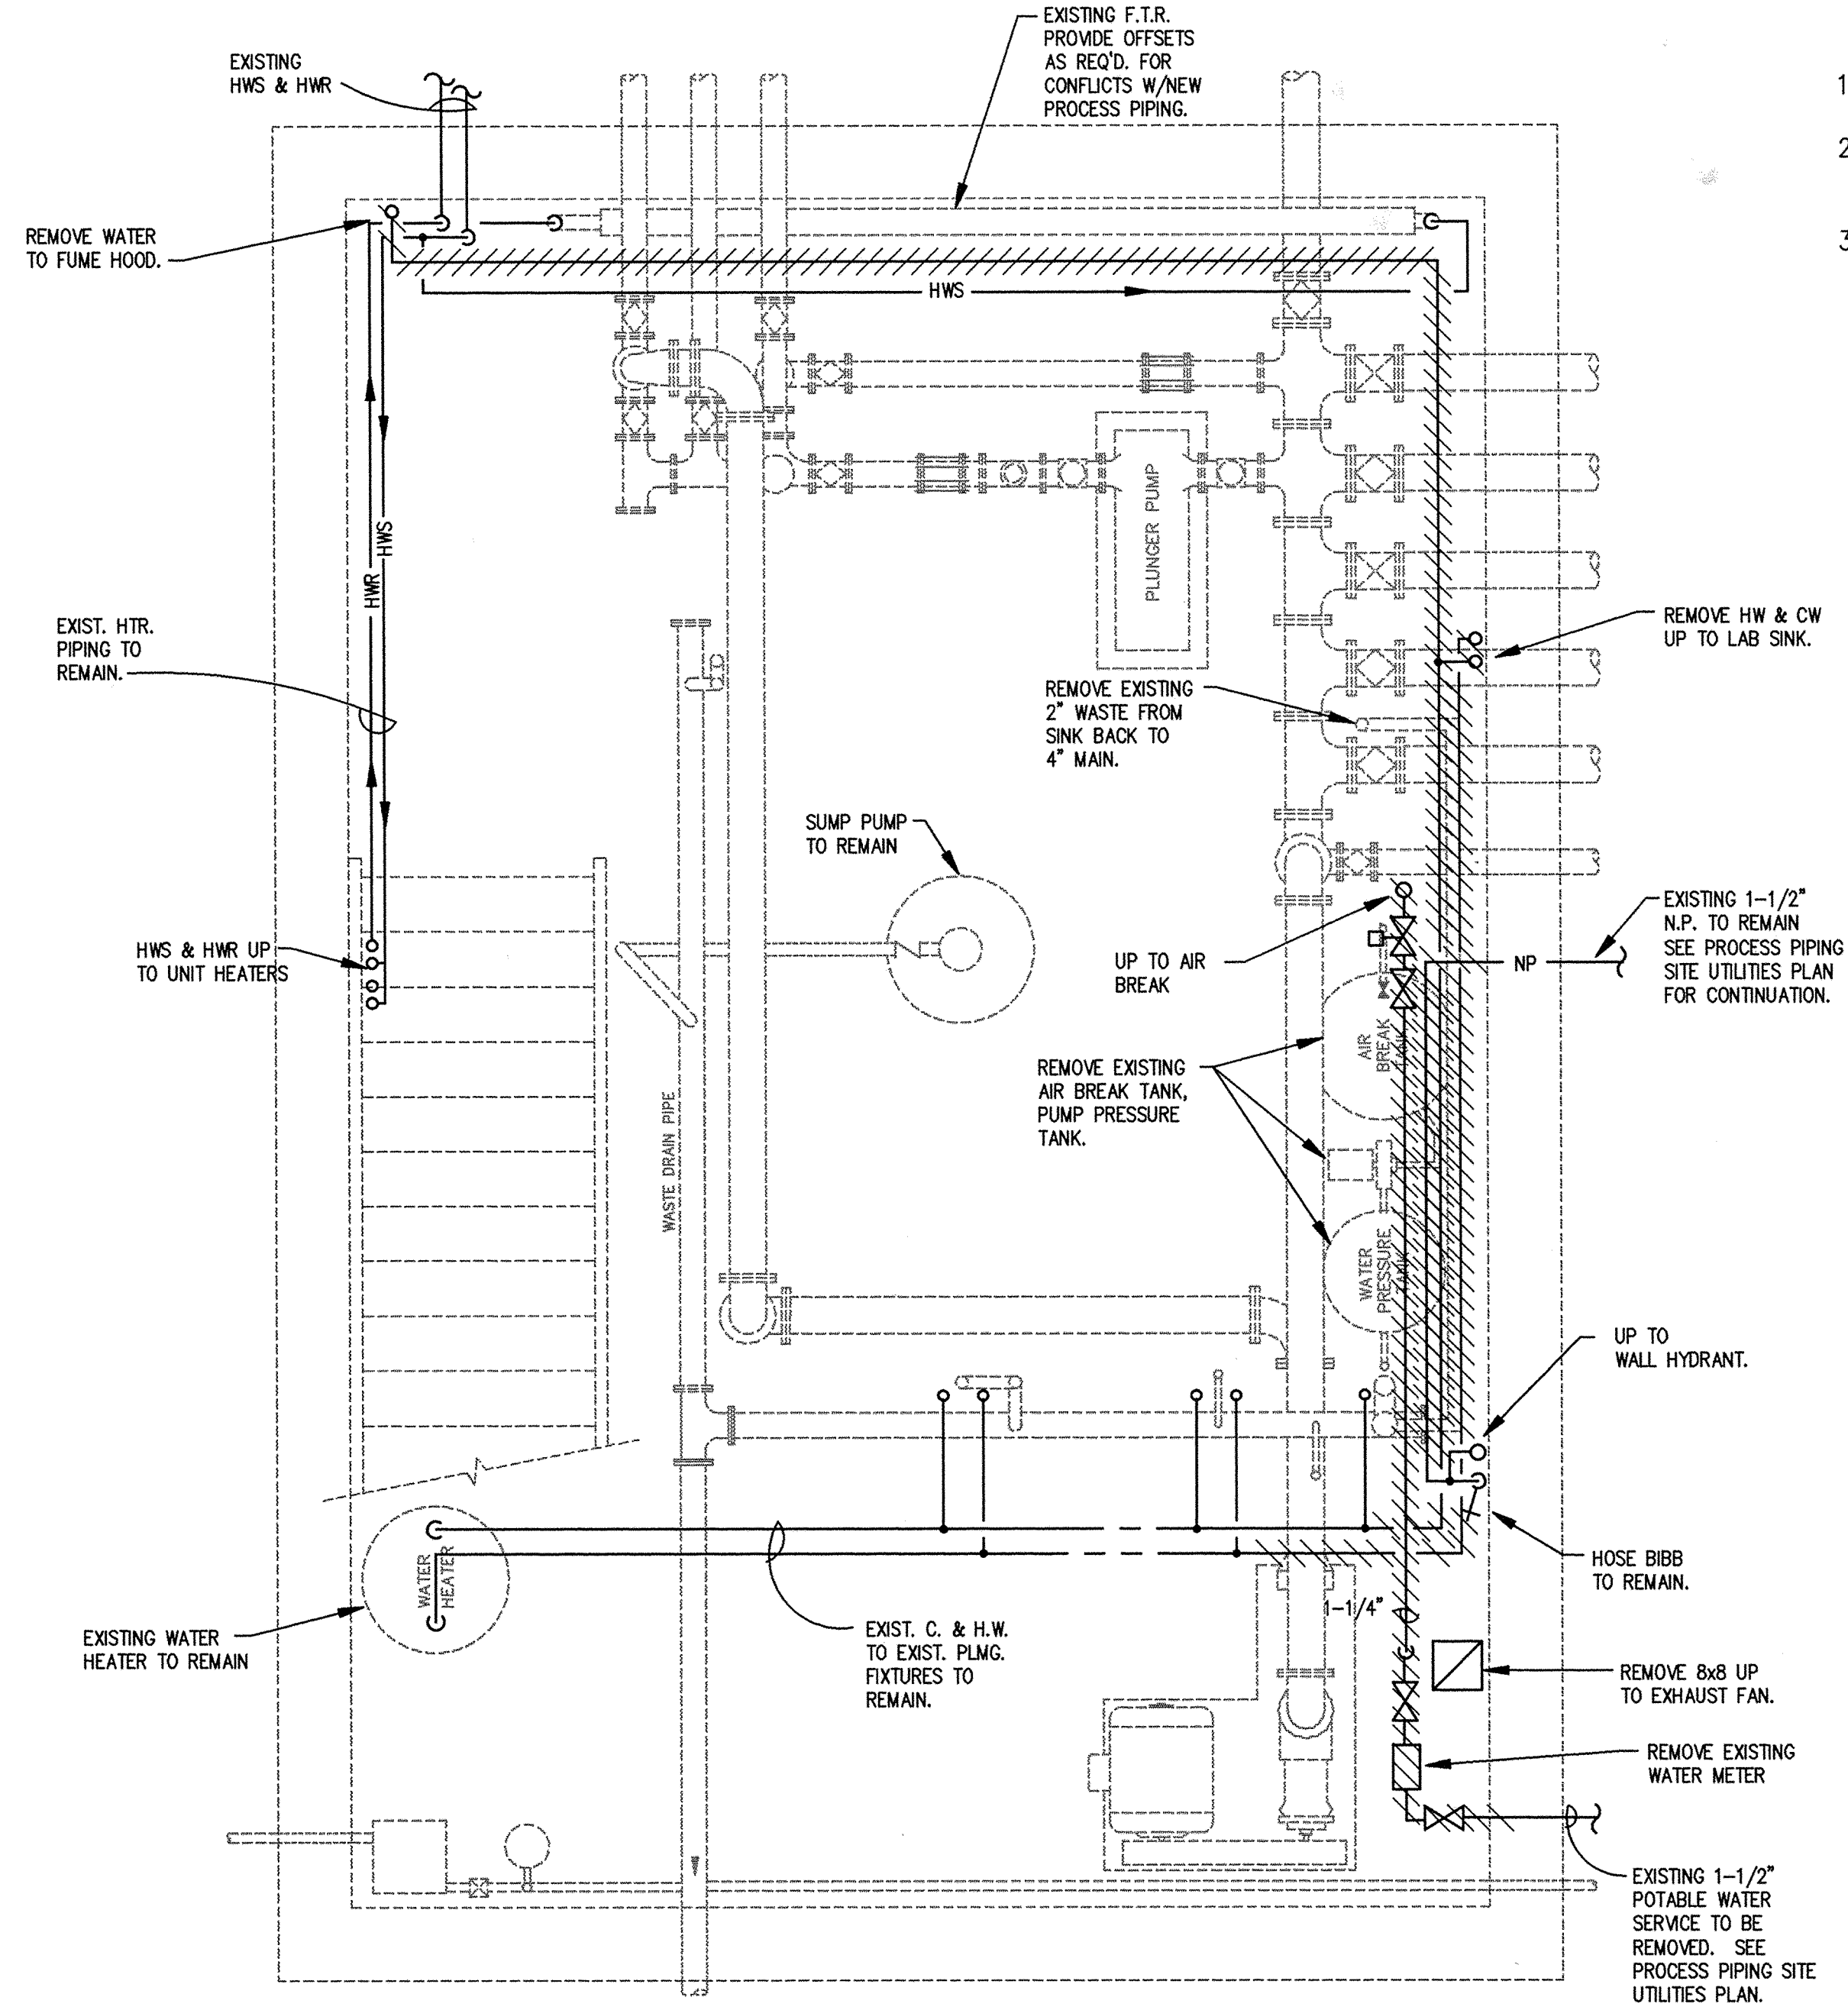 EXISTING F.T.R.
PROVIDE OFFSETS
AS REQ'D. FOR
CONFLICTS W/NEW
PROCESS PIPING.
EXISTING
HWS & HWR
1
2
3
REMOVE WATER
TO FUME HOOD.
HWS
HWS
HWR
PLUNGER PUMP
EXIST. HTR.
PIPING TO
REMAIN.
REMOVE HW & CW
UP TO LAB SINK.
REMOVE EXISTING
2" WASTE FROM
SINK BACK TO
4" MAIN.
SUMP PUMP
TO REMAIN
HWS & HWR UP
TO UNIT HEATERS
UP TO AIR
BREAK
NP
EXISTING 1-1/2"
N.P. TO REMAIN
SEE PROCESS PIPING
SITE UTILITIES PLAN
FOR CONTINUATION.
AIR
BREAK
TANK
REMOVE EXISTING
AIR BREAK TANK,
PUMP PRESSURE
TANK.
WASTE DRAIN PIPE
WATER
PRESSURE
TANK
UP TO
WALL HYDRANT.
WATER
HEATER
HOSE BIBB
TO REMAIN.
1-1/4"
EXISTING WATER
HEATER TO REMAIN
EXIST. C. & H.W.
TO EXIST. PLMG.
FIXTURES TO
REMAIN.
REMOVE 8x8 UP
TO EXHAUST FAN.
REMOVE EXISTING
WATER METER
EXISTING 1-1/2"
POTABLE WATER
SERVICE TO BE
REMOVED. SEE
PROCESS PIPING SITE
UTILITIES PLAN.